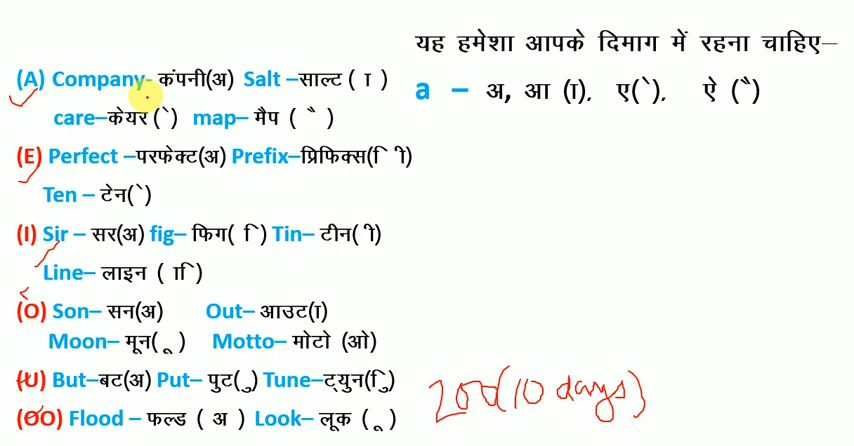 यह हमेशा आपके दिमाग में रहना चाहिए–
a – अ, आ (ा), ए(े), ऐ (ै)
(A) Company- कंपनी(अ) Salt –साल्ट ( ा )
care–केयर (े) map– मैप ( ै )
(E) Perfect –परफेक्ट(अ) Prefix–प्रिफिक्स(ि ी)
Ten – टेन(े)
(I) Sir – सर(अ) fig– फिग( ि) Tin– टीन( ी)
Line– लाइन ( ाि)
(O) Son– सन(अ) Out– आउट(ा)
Moon– मून(ू) Motto– मोटो (ओ)
(U) But–बट(अ) Put– पुट(ु) Tune–ट्युन(िु)
(OO) Flood – फल्ड ( अ ) Look– लूक ( ू )
200(10 days)